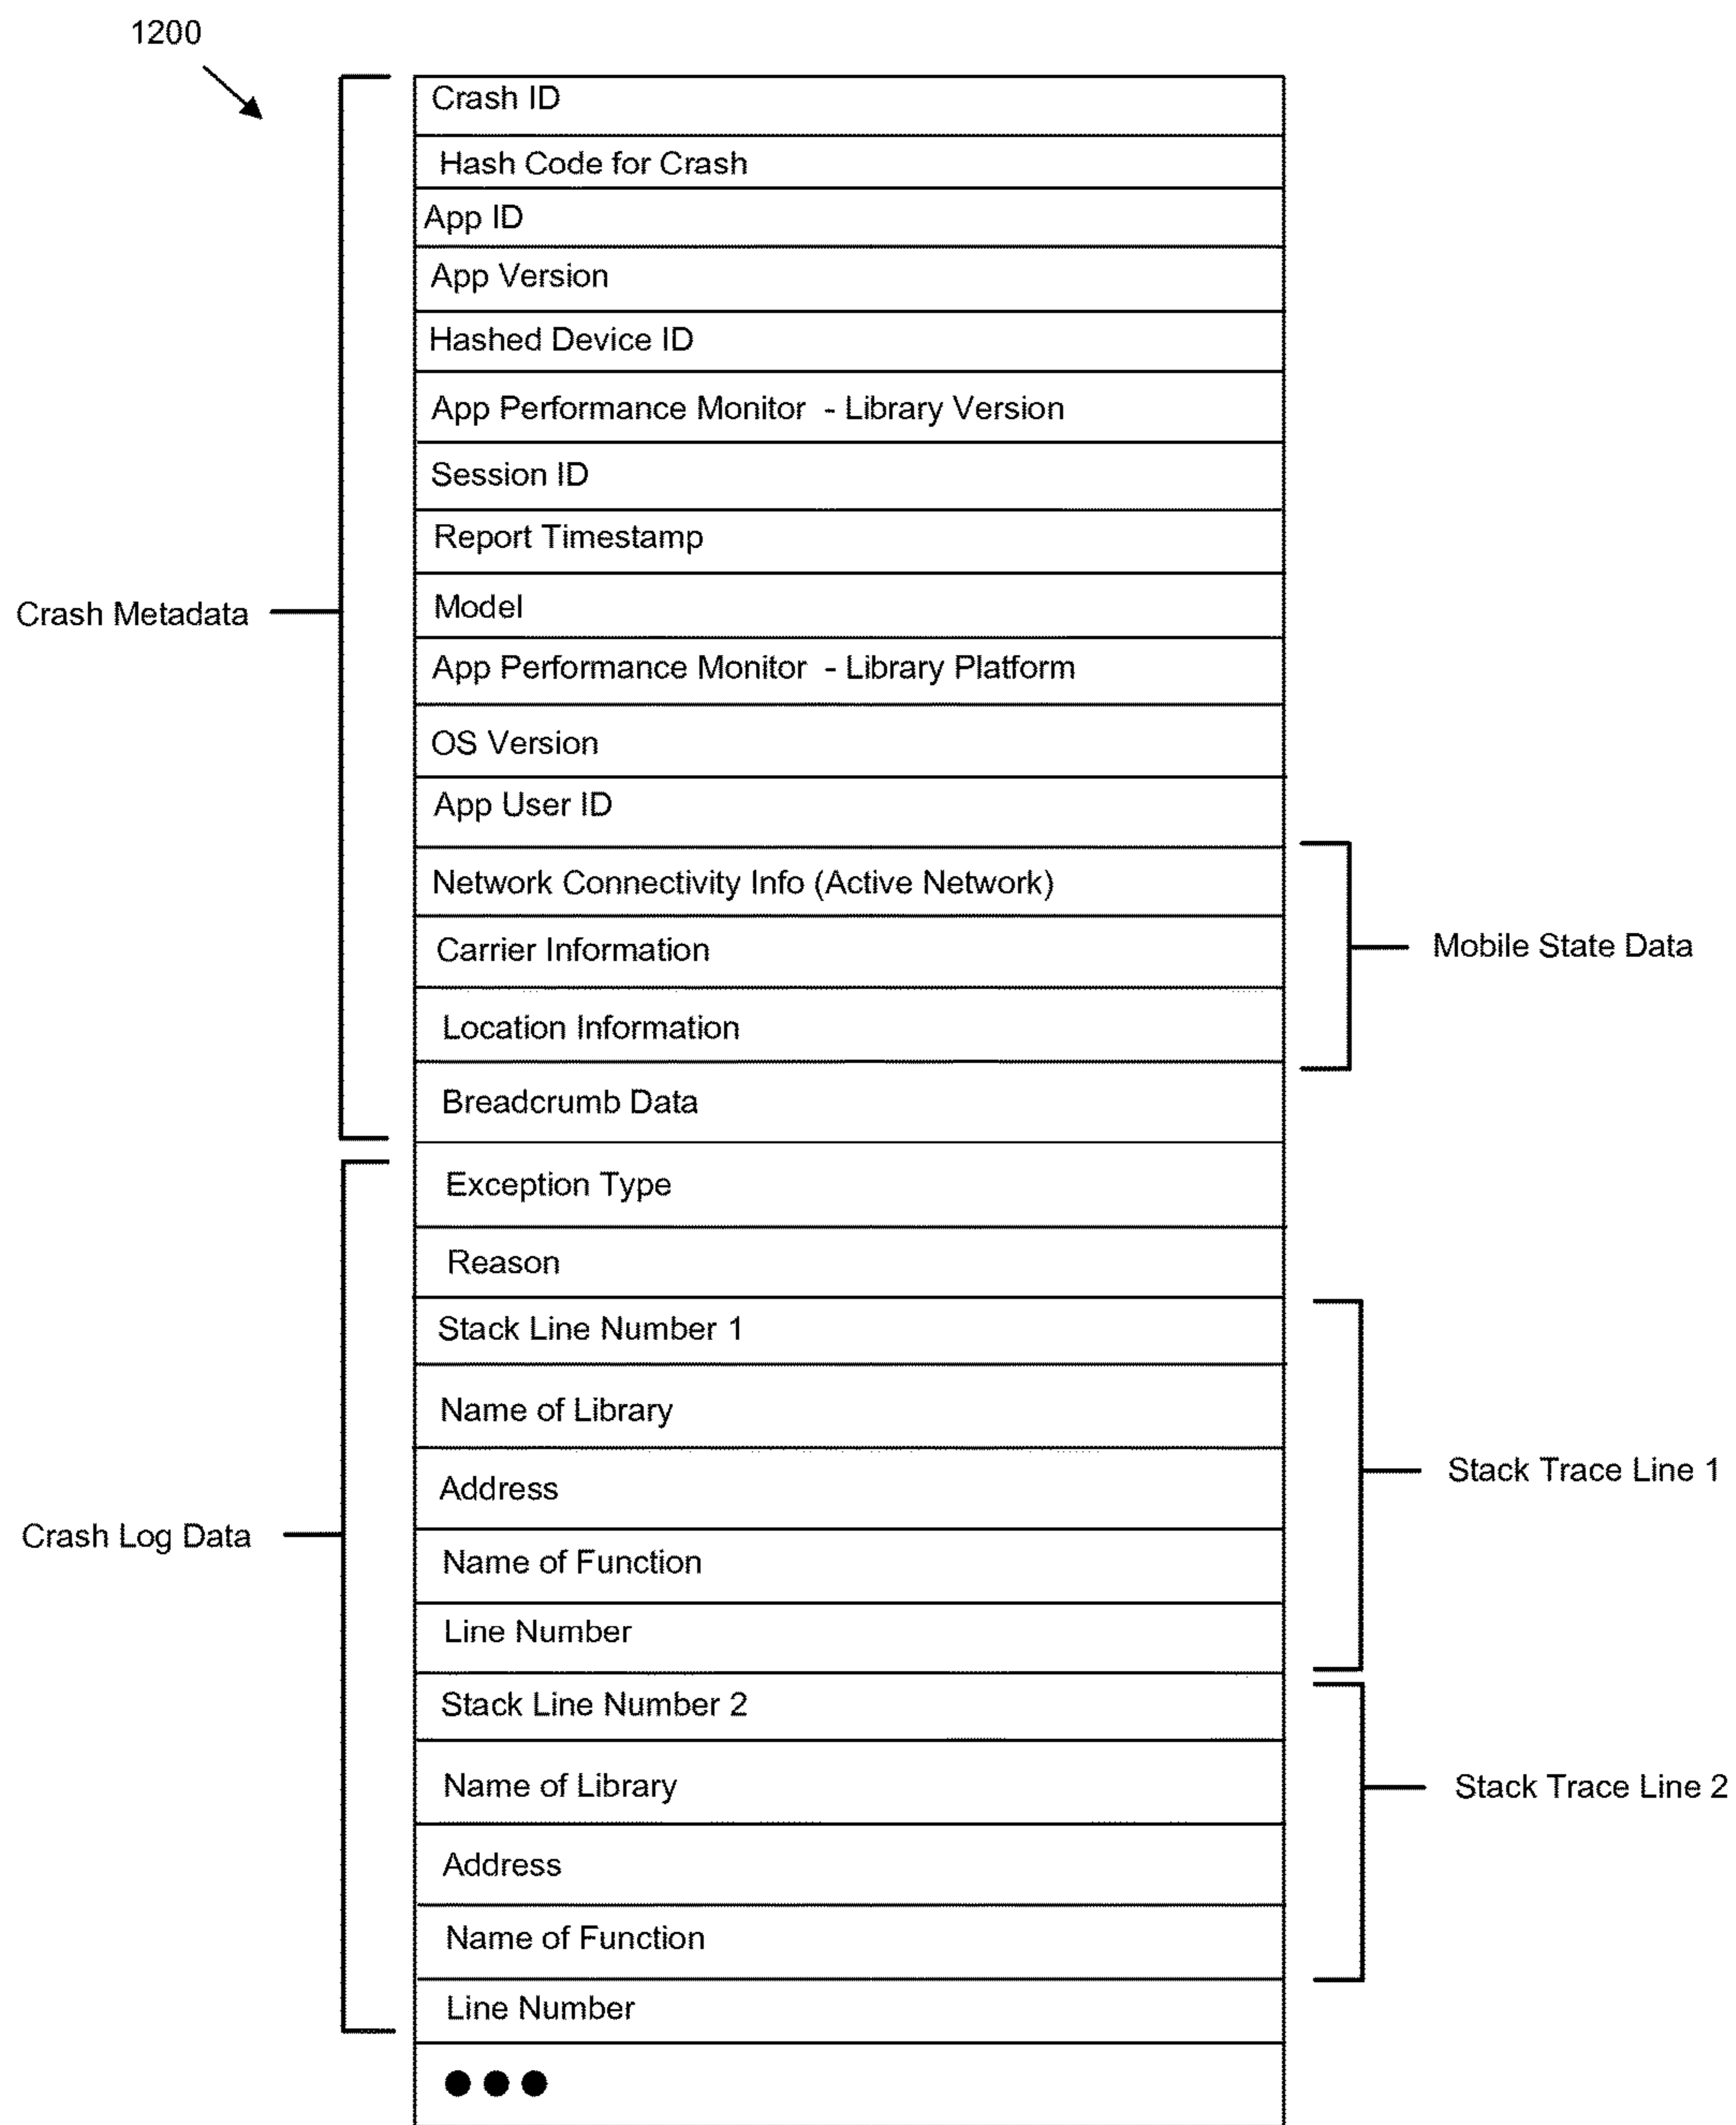 1200
Crash ID
Hash Code for Crash
App ID
App Version
Hashed Device ID
App Performance Monitor - Library Version
Session ID
Report Timestamp
Model
Crash Metadata
App Performance Monitor - Library Platform
OS Version
App User ID
Network Connectivity Info (Active Network)
Carrier Information
Mobile State Data
Location Information
Breadcrumb Data
Exception Type
Reason
Stack Line Number 1
Name of Library
Address
Stack Trace Line 1
Crash Log Data
Name of Function
Line Number
Stack Line Number 2
Name of Library
Stack Trace Line 2
Address
Name of Function
Line Number